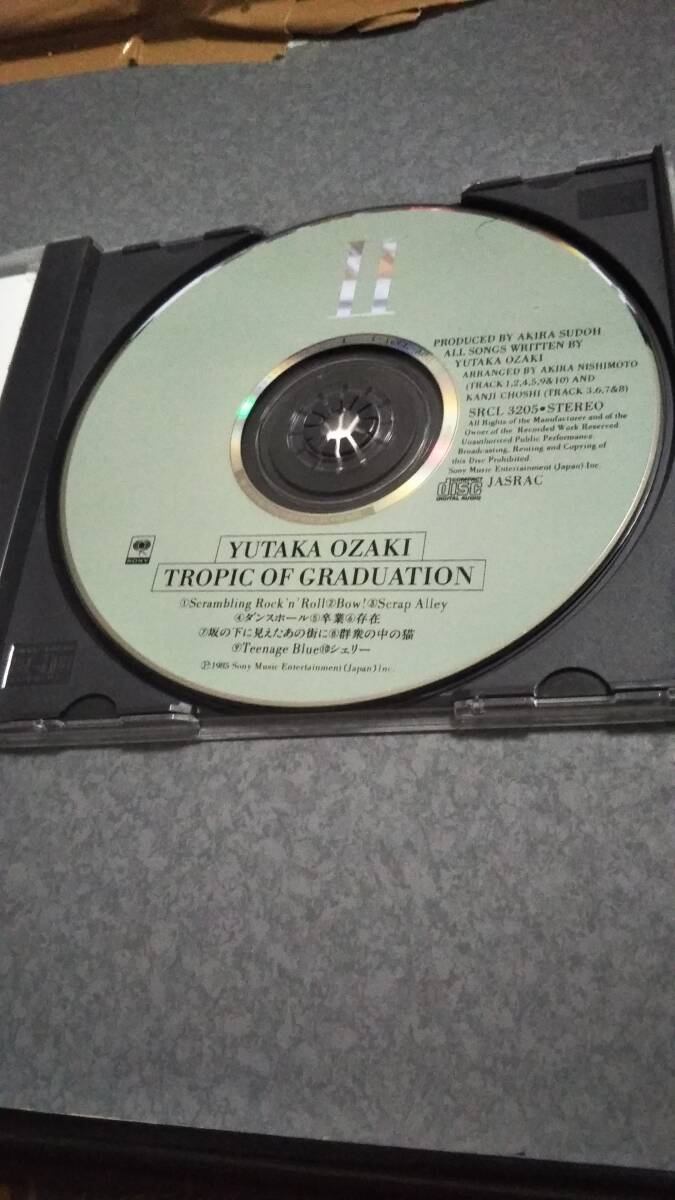 II
PRODUCED BY AKIRA SUDOH
ALL SONGS WRITTEN BY
YUTAKA OZAKI
ARRANGED BY AKIRA NISHIMOTO
(TRACK 1,2,4,5,9&10) AND
KANJI CHOSHI (TRACK 3,6,7&8)
SRCL 3205•STEREO
All Rights of the Manufacturer and of the
Owner of the Recorded Work Reserved.
Unauthorized Public Performance.
Broadcasting, Renting and Copying of
this Disc Prohibited.
Sony Music Entertainment (Japan) Inc.
COMPACT disc DIGITAL AUDIO JASRAC
SONY
YUTAKA OZAKI
TROPIC OF GRADUATION
①Scrambling Rock'n'Roll②Bow!③Scrap Alley
④ダンスホール⑤卒業⑥存在
⑦坂の下に見えたあの街に⑧群衆の中の猫
⑨Teenage Blue⑩シェリー
Ⓟ1985 Sony Music Entertainment (Japan) Inc.